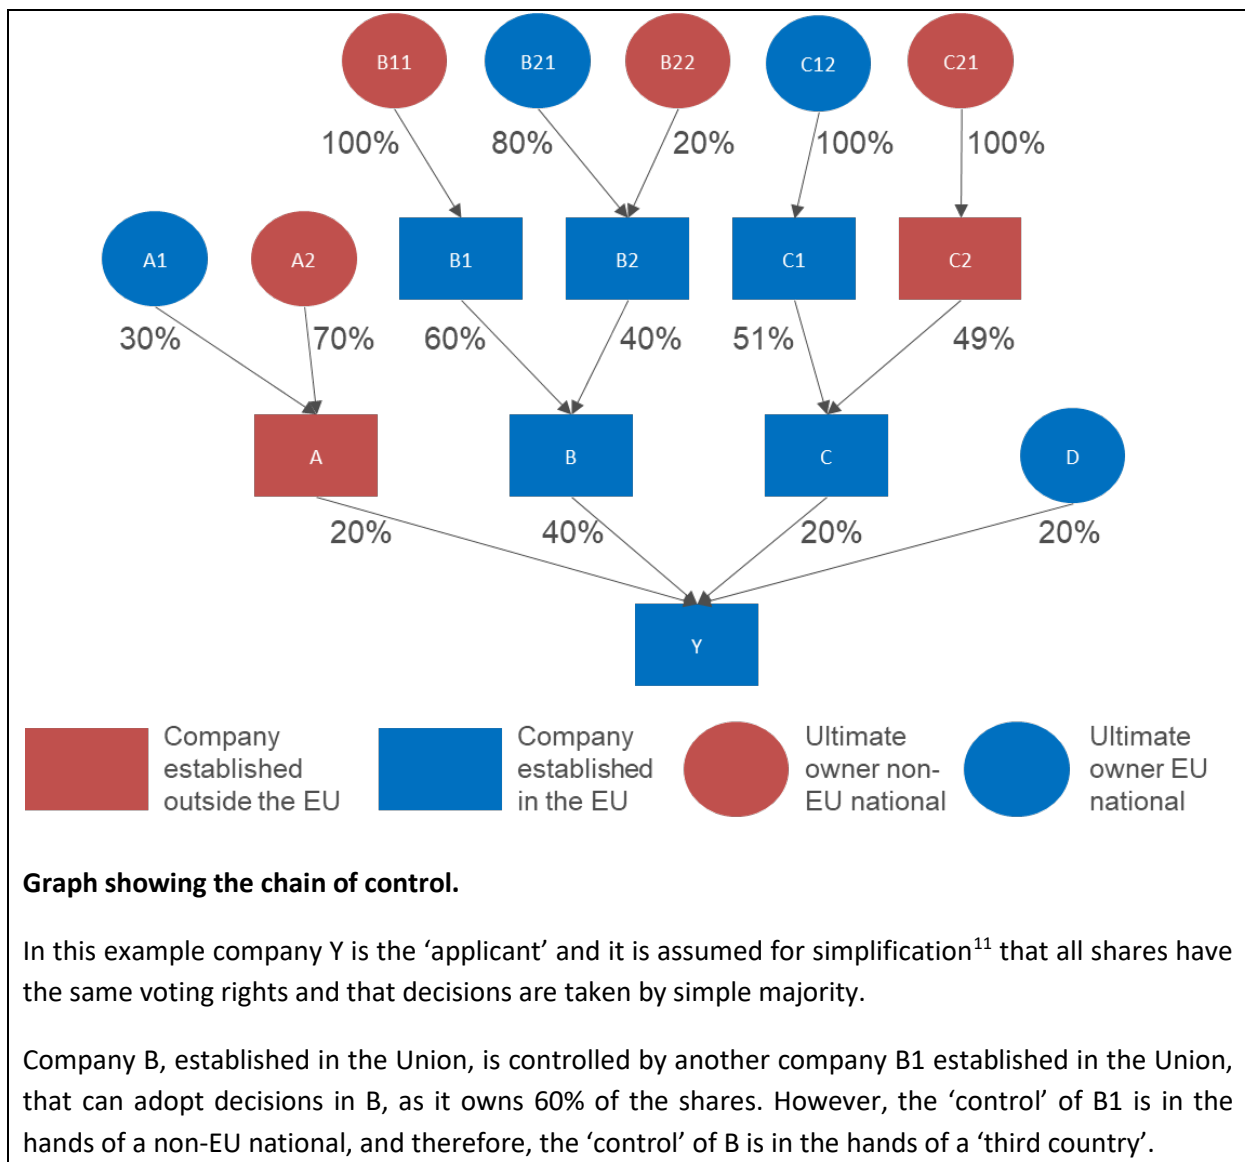 B11 B21 B22 C12 C21
100% 80% 20% 100% 100%
A1 A2 B1 B2 C1 C2
30% 70% 60% 40% 51% 49%
A B C D
20% 40% 20% 20%
Y
Company
established
outside the EU
Company
established
in the EU
Ultimate
owner non-
EU national
Ultimate
owner EU
national
Graph showing the chain of control.
In this example company Y is the ‘applicant’ and it is assumed for simplification11 that all shares have
the same voting rights and that decisions are taken by simple majority.
Company B, established in the Union, is controlled by another company B1 established in the Union,
that can adopt decisions in B, as it owns 60% of the shares. However, the ‘control’ of B1 is in the
hands of a non-EU national, and therefore, the ‘control’ of B is in the hands of a ‘third country’.